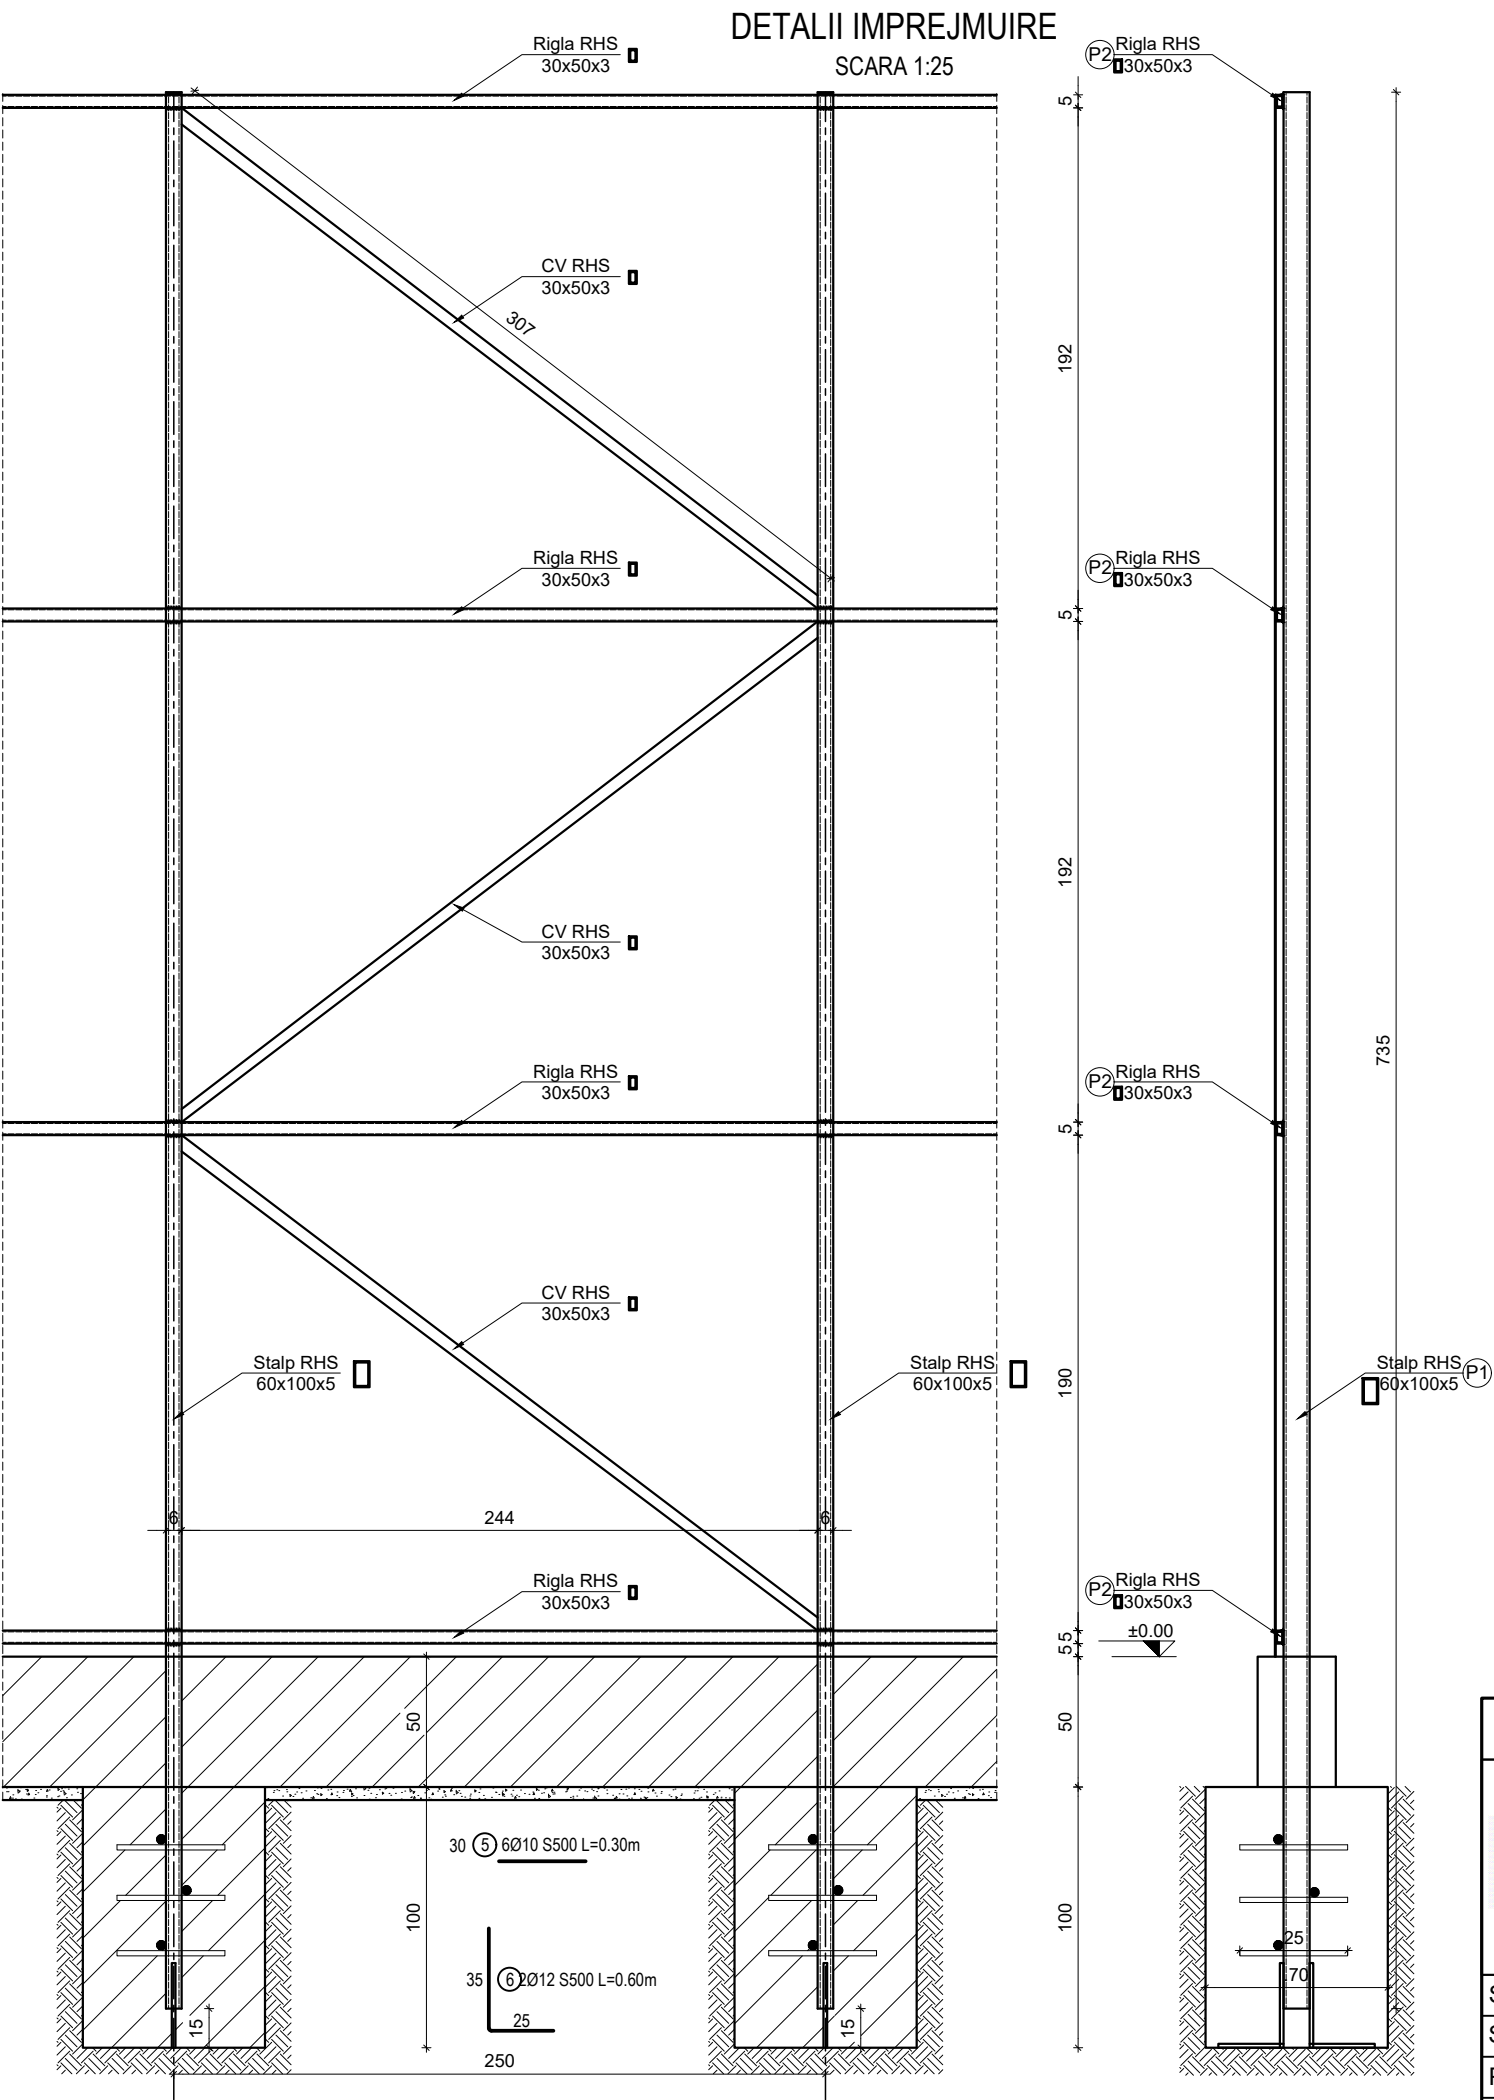 DETALII IMPREJMUIRE
SCARA 1:25
Rigla RHS
30x50x3
P2 Rigla RHS
30x50x3
5
CV RHS
30x50x3
307
192
Rigla RHS
30x50x3
P2 Rigla RHS
30x50x3
5
192
CV RHS
30x50x3
735
Rigla RHS
30x50x3
P2 Rigla RHS
30x50x3
5
CV RHS
30x50x3
Stalp RHS
60x100x5
Stalp RHS
60x100x5
190
Stalp RHS P1
60x100x5
6 244 6
Rigla RHS
30x50x3
P2 Rigla RHS
30x50x3
5
5
±0.00
50
50
30 5 6Ø10 S500 L=0.30m
100
100
25
35 6 2Ø12 S500 L=0.60m
70
25
15
15
250